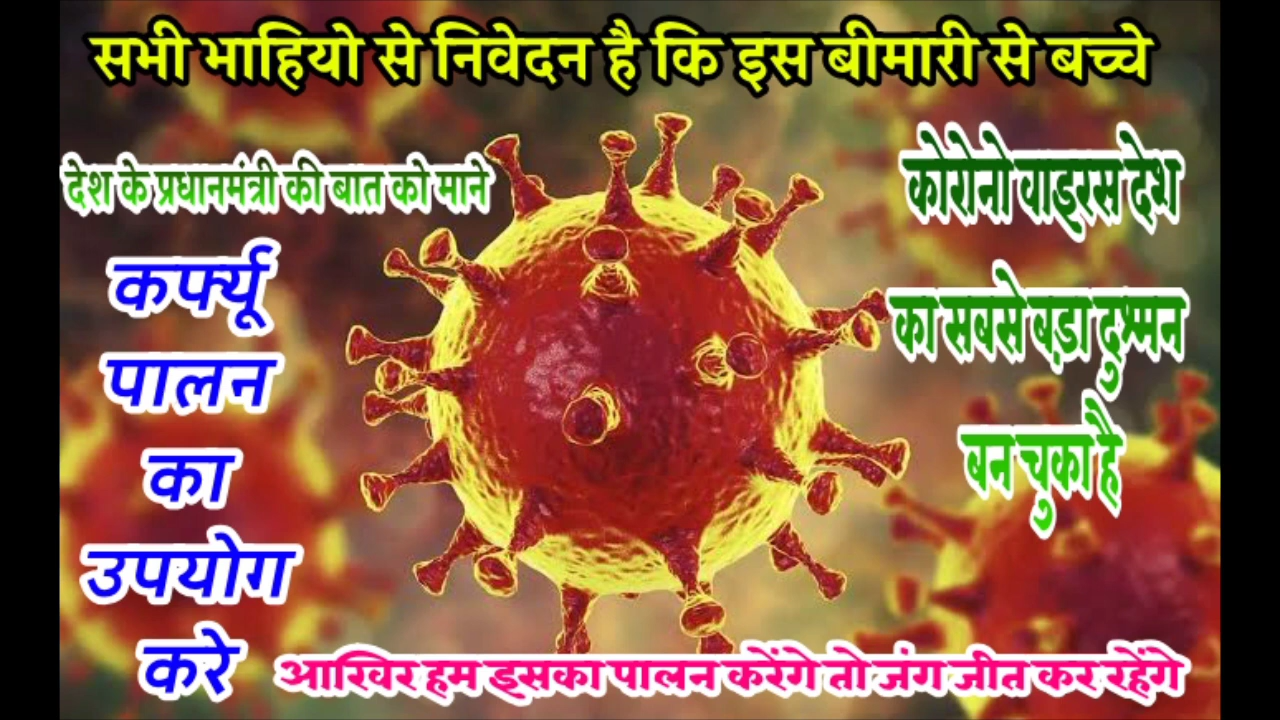 सभी भाहियो से निवेदन है कि इस बीमारी से बच्चे
देश के प्रधानमंत्री की बात को माने
कर्फ्यू
पालन
का
उपयोग
करे
कोरोनो वाइरस देश
का सबसे बड़ा दुश्मन
बन चुका है
आखिर हम इसका पालन करेंगे तो जंग जीत कर रहेंगे